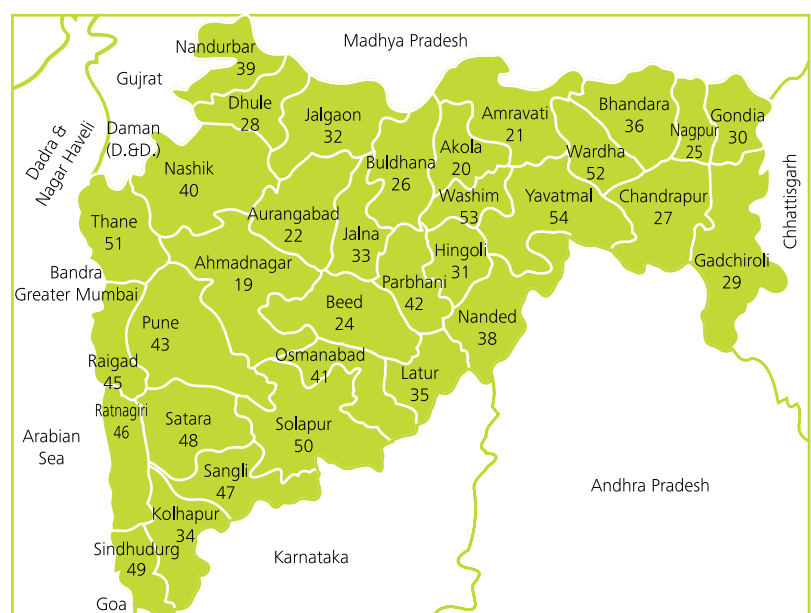 Madhya Pradesh
Nandurbar
39
Gujrat
Dhule
28
Jalgaon
32
Amravati
21
Bhandara
36
Nagpur
25
Gondia
30
Dadra &
Nagar Haveli
Daman
(D.&D.)
Nashik
40
Buldhana
26
Akola
20
Wardha
52
Washim
53
Yavatmal
54
Chandrapur
27
Chhattisgarh
Thane
51
Aurangabad
22
Jalna
33
Hingoli
31
Gadchiroli
29
Bandra
Greater Mumbai
Ahmadnagar
19
Parbhani
42
Beed
24
Nanded
38
Pune
43
Osmanabad
41
Latur
35
Raigad
45
Ratnagiri
46
Satara
48
Solapur
50
Arabian
Sea
Sangli
47
Andhra Pradesh
Kolhapur
34
Sindhudurg
49
Karnataka
Goa